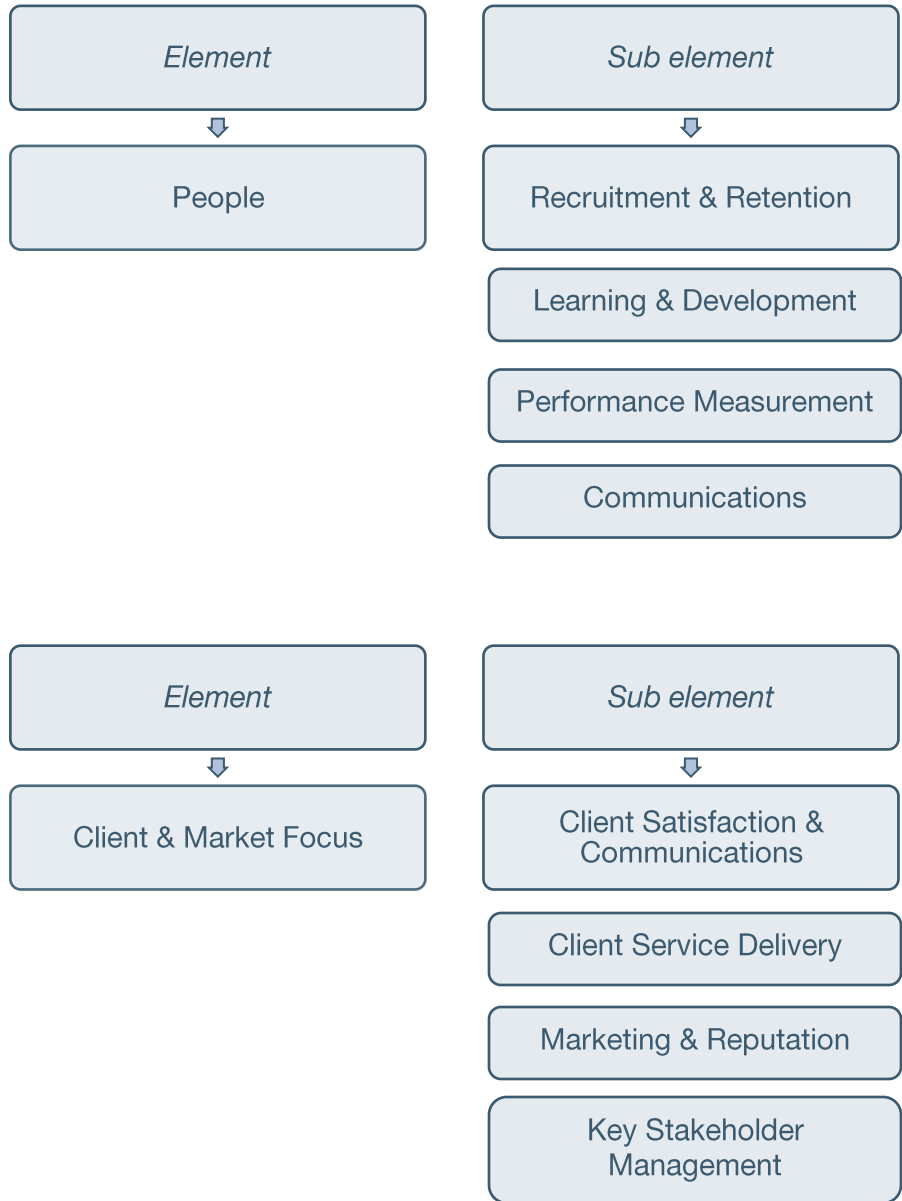 Element
Sub element
People
Recruitment & Retention
Learning & Development
Performance Measurement
Communications
Element
Sub element
Client & Market Focus
Client Satisfaction &
Communications
Client Service Delivery
Marketing & Reputation
Key Stakeholder
Management